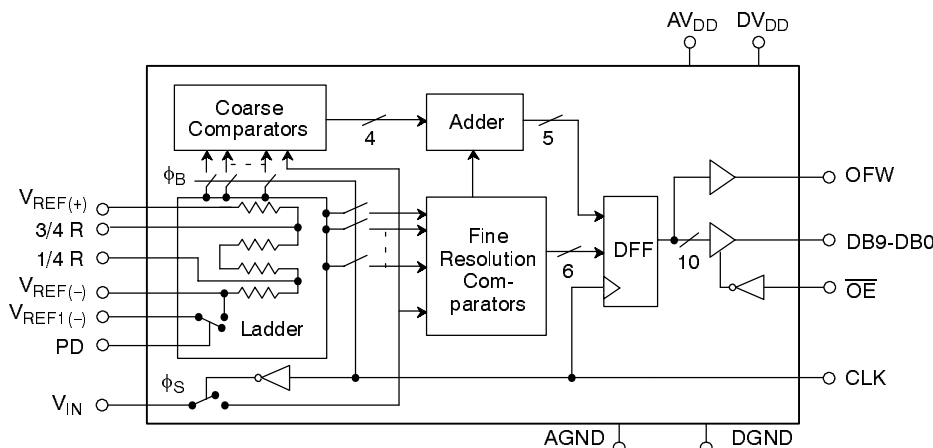 AVDD DVDD
Coarse
Comparators
4
Adder
5
ϕB
VREF(+)
3/4 R
1/4 R
VREF(–)
VREF1(–)
PD
Ladder
Fine
Resolution
Com-
parators
6
DFF
10
OFW
DB9-DB0
OE
CLK
ϕS
VIN
AGND DGND